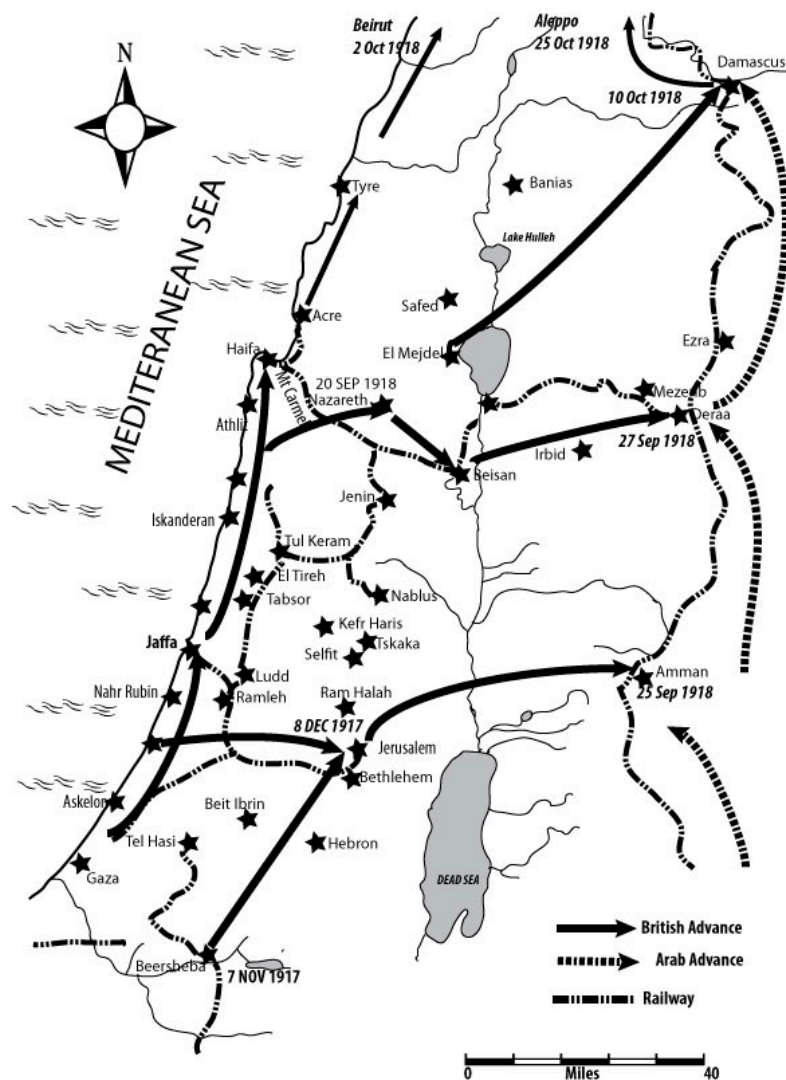 Beirut
2 Oct 1918
Aleppo
25 Oct 1918
Damascus
10 Oct 1918
N
MEDITERANEAN SEA
Tyre
Banias
Lake Hulleh
Acre
Safed
Haifa
El Mejdel
Ezra
Mt Carmel
20 SEP 1918
Nazareth
Mezeeb
Deraa
Athlit
27 Sep 1918
Irbid
Beisan
Jenin
Iskanderan
Tul Keram
El Tireh
Tabsor
Nablus
Kefr Haris
Tskaka
Selfit
Jaffa
Ludd
Amman
25 Sep 1918
Nahr Rubin
Ramleh
Ram Halah
8 DEC 1917
Jerusalem
Bethlehem
Askelon
Beit Ibrin
Tel Hasi
Hebron
Gaza
DEAD SEA
Beersheba
7 NOV 1917
British Advance
Arab Advance
Railway
0 Miles 40